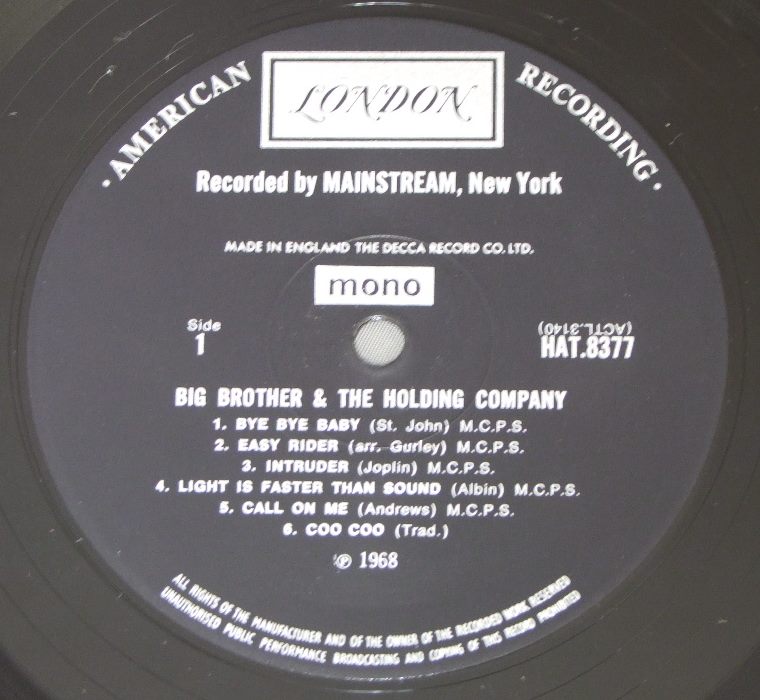 · AMERICAN RECORDING ·
LONDON
Recorded by MAINSTREAM, New York
MADE IN ENGLAND THE DECCA RECORD CO. LTD.
mono
Side
1
(ACTL.3140)
HAT.8377
BIG BROTHER & THE HOLDING COMPANY
1. BYE BYE BABY (St. John) M.C.P.S.
2. EASY RIDER (arr. Gurley) M.C.P.S.
3. INTRUDER (Joplin) M.C.P.S.
4. LIGHT IS FASTER THAN SOUND (Albin) M.C.P.S.
5. CALL ON ME (Andrews) M.C.P.S.
6. COO COO (Trad.)
℗ 1968
ALL RIGHTS OF THE MANUFACTURER AND OF THE OWNER OF THE RECORDED WORK RESERVED
UNAUTHORISED PUBLIC PERFORMANCE BROADCASTING AND COPYING OF THIS RECORD PROHIBITED